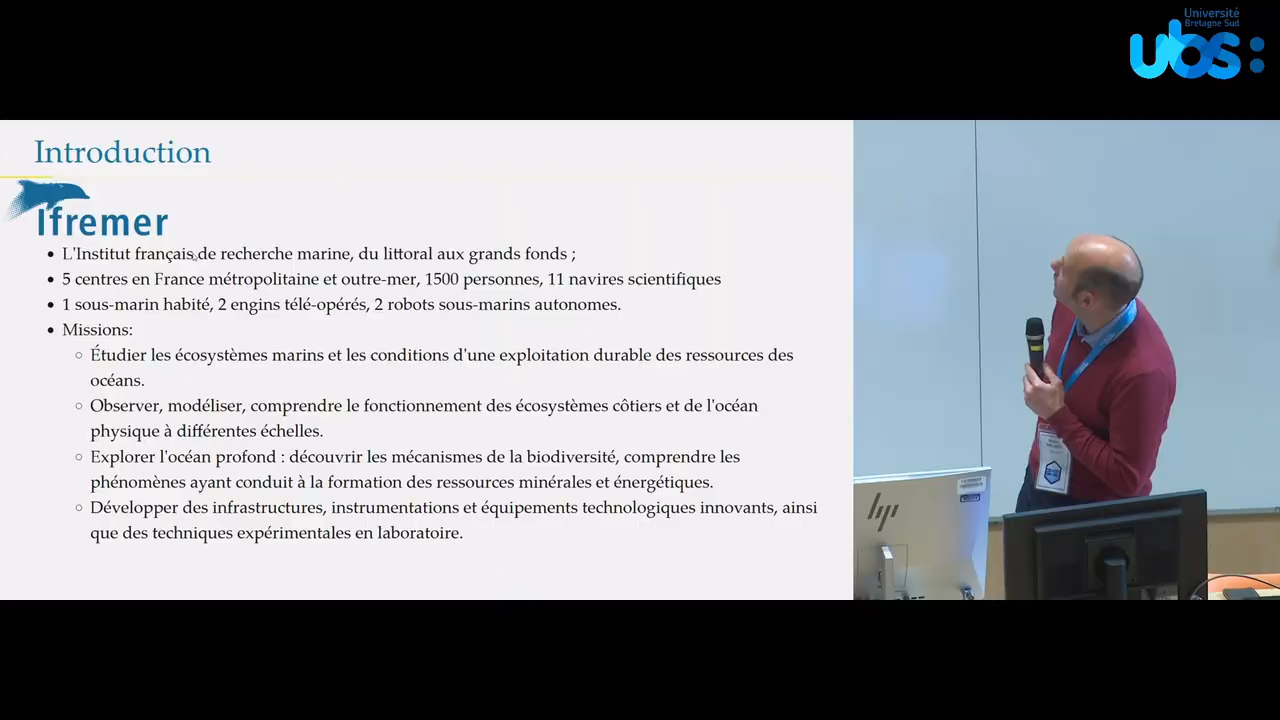 Université
Bretagne Sud
ubs:
Introduction
Ifremer
• L'Institut français de recherche marine, du littoral aux grands fonds ;
• 5 centres en France métropolitaine et outre-mer, 1500 personnes, 11 navires scientifiques
• 1 sous-marin habité, 2 engins télé-opérés, 2 robots sous-marins autonomes.
• Missions:
○ Étudier les écosystèmes marins et les conditions d'une exploitation durable des ressources des
océans.
○ Observer, modéliser, comprendre le fonctionnement des écosystèmes côtiers et de l'océan
physique à différentes échelles.
○ Explorer l'océan profond : découvrir les mécanismes de la biodiversité, comprendre les
phénomènes ayant conduit à la formation des ressources minérales et énergétiques.
○ Développer des infrastructures, instrumentations et équipements technologiques innovants, ainsi
que des techniques expérimentales en laboratoire.
hp